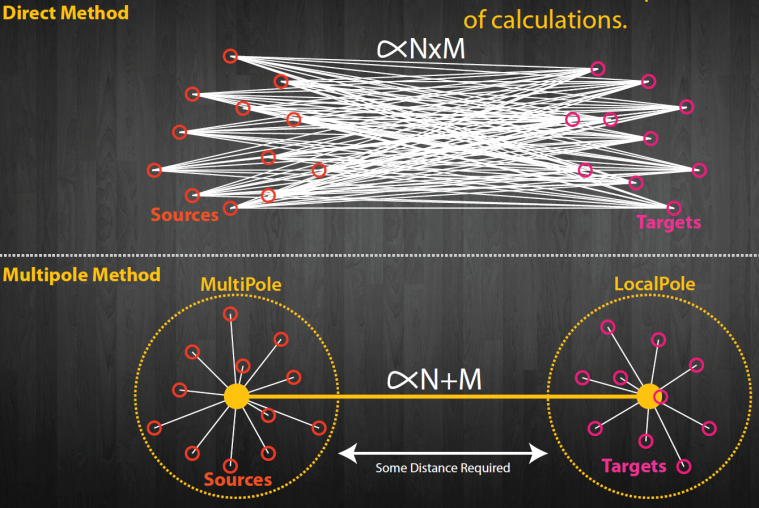 Direct Method
of calculations.
∝NxM
Sources
Targets
Multipole Method
MultiPole
LocalPole
∝N+M
Some Distance Required
Sources
Targets